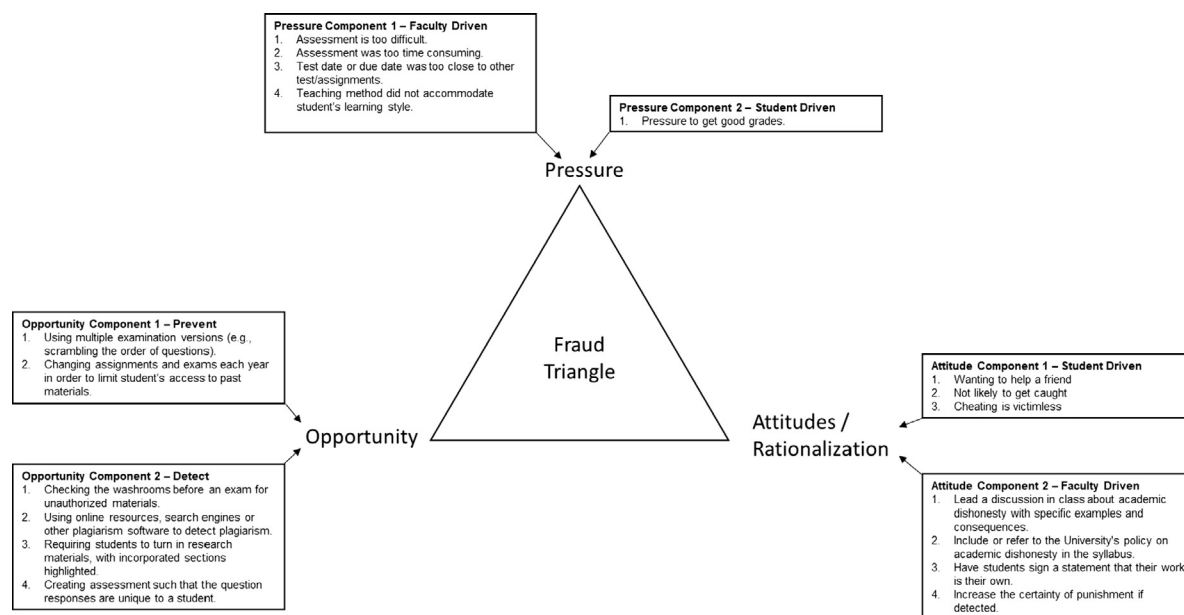 Pressure Component 1 – Faculty Driven
1. Assessment is too difficult.
2. Assessment was too time consuming.
3. Test date or due date was too close to other
test/assignments.
4. Teaching method did not accommodate
student's learning style.
Pressure Component 2 – Student Driven
1. Pressure to get good grades.
Pressure
Opportunity Component 1 – Prevent
1. Using multiple examination versions (e.g.,
scrambling the order of questions).
2. Changing assignments and exams each year
in order to limit student's access to past
materials.
Fraud
Triangle
Attitude Component 1 – Student Driven
1. Wanting to help a friend
2. Not likely to get caught
3. Cheating is victimless
Opportunity
Attitudes /
Rationalization
Opportunity Component 2 – Detect
1. Checking the washrooms before an exam for
unauthorized materials.
2. Using online resources, search engines or
other plagiarism software to detect plagiarism.
3. Requiring students to turn in research
materials, with incorporated sections
highlighted.
4. Creating assessment such that the question
responses are unique to a student.
Attitude Component 2 – Faculty Driven
1. Lead a discussion in class about academic
dishonesty with specific examples and
consequences.
2. Include or refer to the University's policy on
academic dishonesty in the syllabus.
3. Have students sign a statement that their work
is their own.
4. Increase the certainty of punishment if
detected.